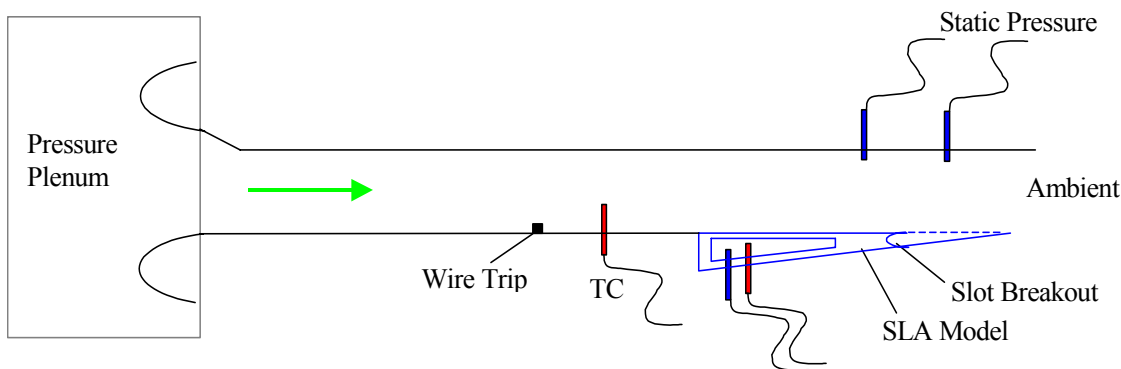 Static Pressure
Pressure
Plenum
Ambient
Wire Trip
TC
Slot Breakout
SLA Model